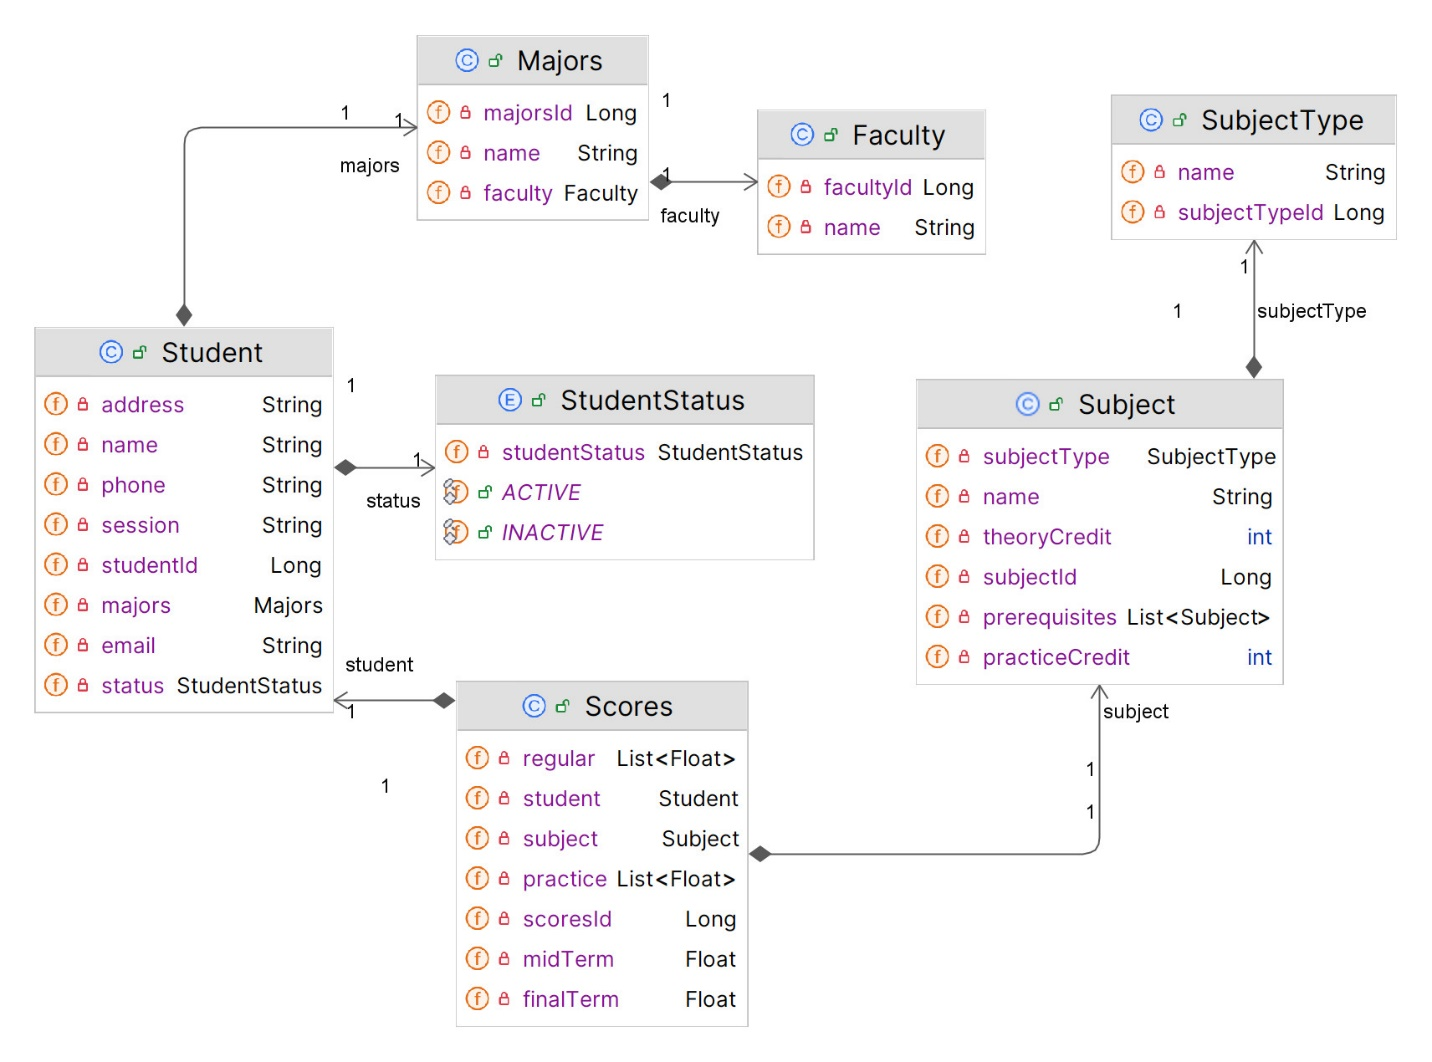 C Majors
f majorsId Long
f name String
f faculty Faculty
1
1
majors
1
1
faculty
C Faculty
f facultyId Long
f name String
C SubjectType
f name String
f subjectTypeId Long
1
1
subjectType
C Student
f address String
f name String
f phone String
f session String
f studentId Long
f majors Majors
f email String
f status StudentStatus
1
1
status
E StudentStatus
f studentStatus StudentStatus
f ACTIVE
f INACTIVE
C Subject
f subjectType SubjectType
f name String
f theoryCredit int
f subjectId Long
f prerequisites List<Subject>
f practiceCredit int
student
1
1
C Scores
f regular List<Float>
f student Student
f subject Subject
f practice List<Float>
f scoresId Long
f midTerm Float
f finalTerm Float
subject
1
1